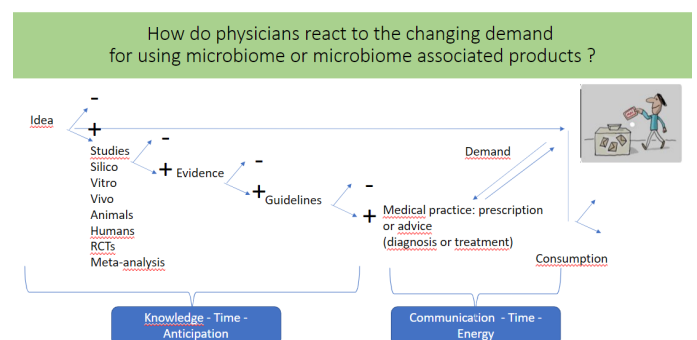 How do physicians react to the changing demand
for using microbiome or microbiome associated products ?
Idea
-
+
Studies
Silico
Vitro
Vivo
Animals
Humans
RCTs
Meta-analysis
-
+ Evidence
-
+ Guidelines
-
+ Medical practice: prescription
or advice
(diagnosis or treatment)
Demand
Consumption
Knowledge - Time -
Anticipation
Communication - Time -
Energy